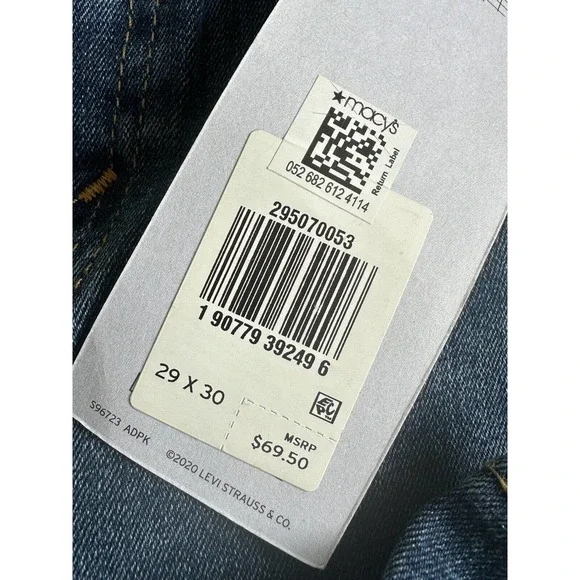 ★macy's
Return Label
052 682 612 4114
295070053
1 90779 39249 6
29 X 30
MSRP
$69.50
S96723 ADPK
©2020 LEVI STRAUSS & CO.